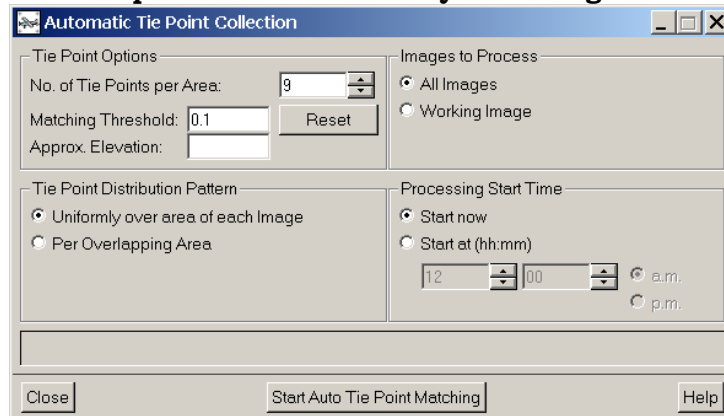 Automatic Tie Point Collection
Tie Point Options
No. of Tie Points per Area: 9
Matching Threshold: 0.1 Reset
Approx. Elevation:
Images to Process
All Images
Working Image
Tie Point Distribution Pattern
Uniformly over area of each Image
Per Overlapping Area
Processing Start Time
Start now
Start at (hh:mm)
12 00 a.m.
p.m.
Close Start Auto Tie Point Matching Help